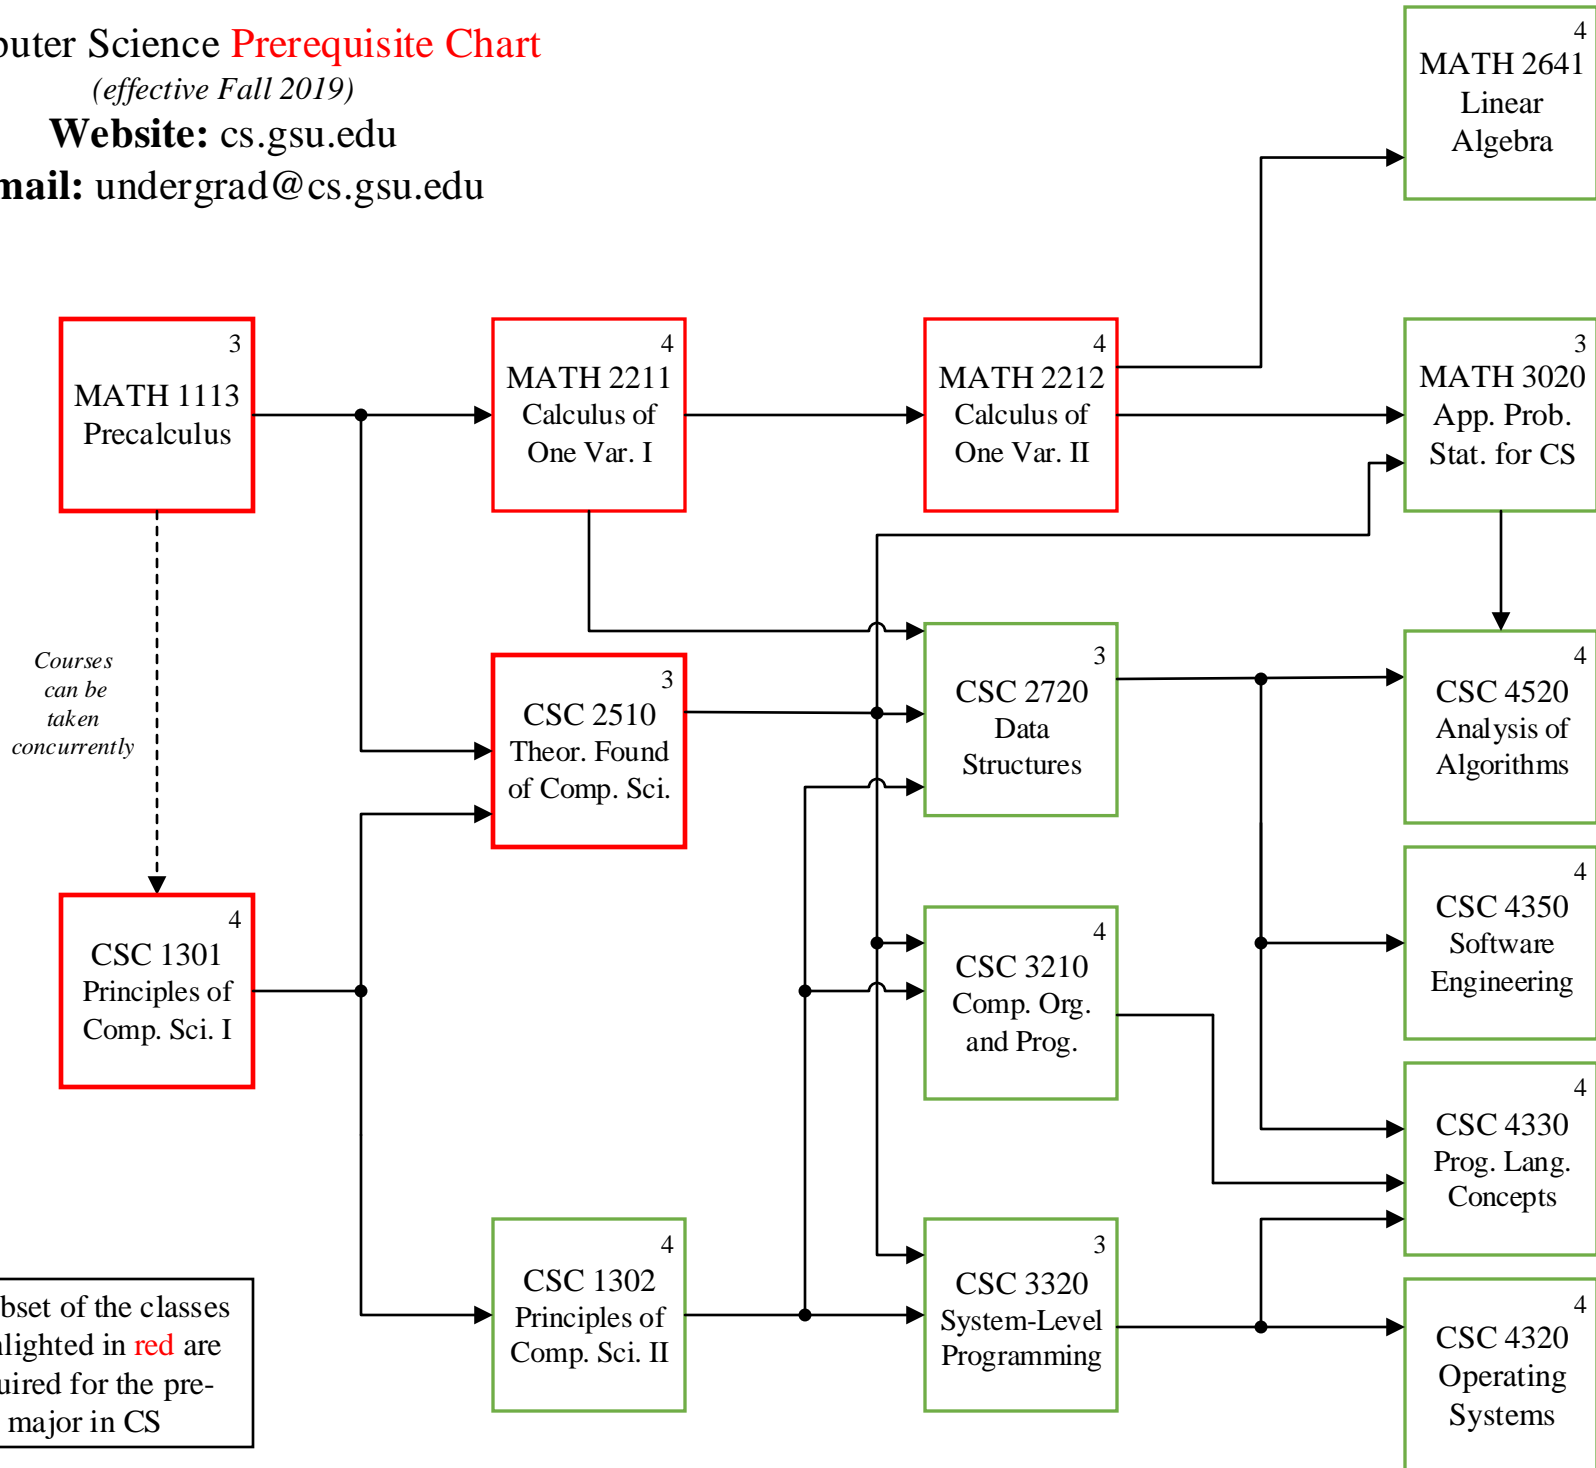 Science Prerequisite Chart
(effective Fall 2019)
Website: cs.gsu.edu
undergrad@cs.gsu.edu
4
MATH 2641
Linear
Algebra
3
MATH 1113
Precalculus
4
MATH 2211
Calculus of
One Var. I
4
MATH 2212
Calculus of
One Var. II
3
MATH 3020
App. Prob.
Stat. for CS
Courses
can be
taken
concurrently
3
CSC 2510
Theor. Found
of Comp. Sci.
3
CSC 2720
Data
Structures
4
CSC 4520
Analysis of
Algorithms
4
CSC 1301
Principles of
Comp. Sci. I
4
CSC 3210
Comp. Org.
and Prog.
4
CSC 4350
Software
Engineering
4
CSC 4330
Prog. Lang.
Concepts
4
CSC 1302
Principles of
Comp. Sci. II
3
CSC 3320
System-Level
Programming
4
CSC 4320
Operating
Systems
of the classes
in red are
for the pre-
major in CS